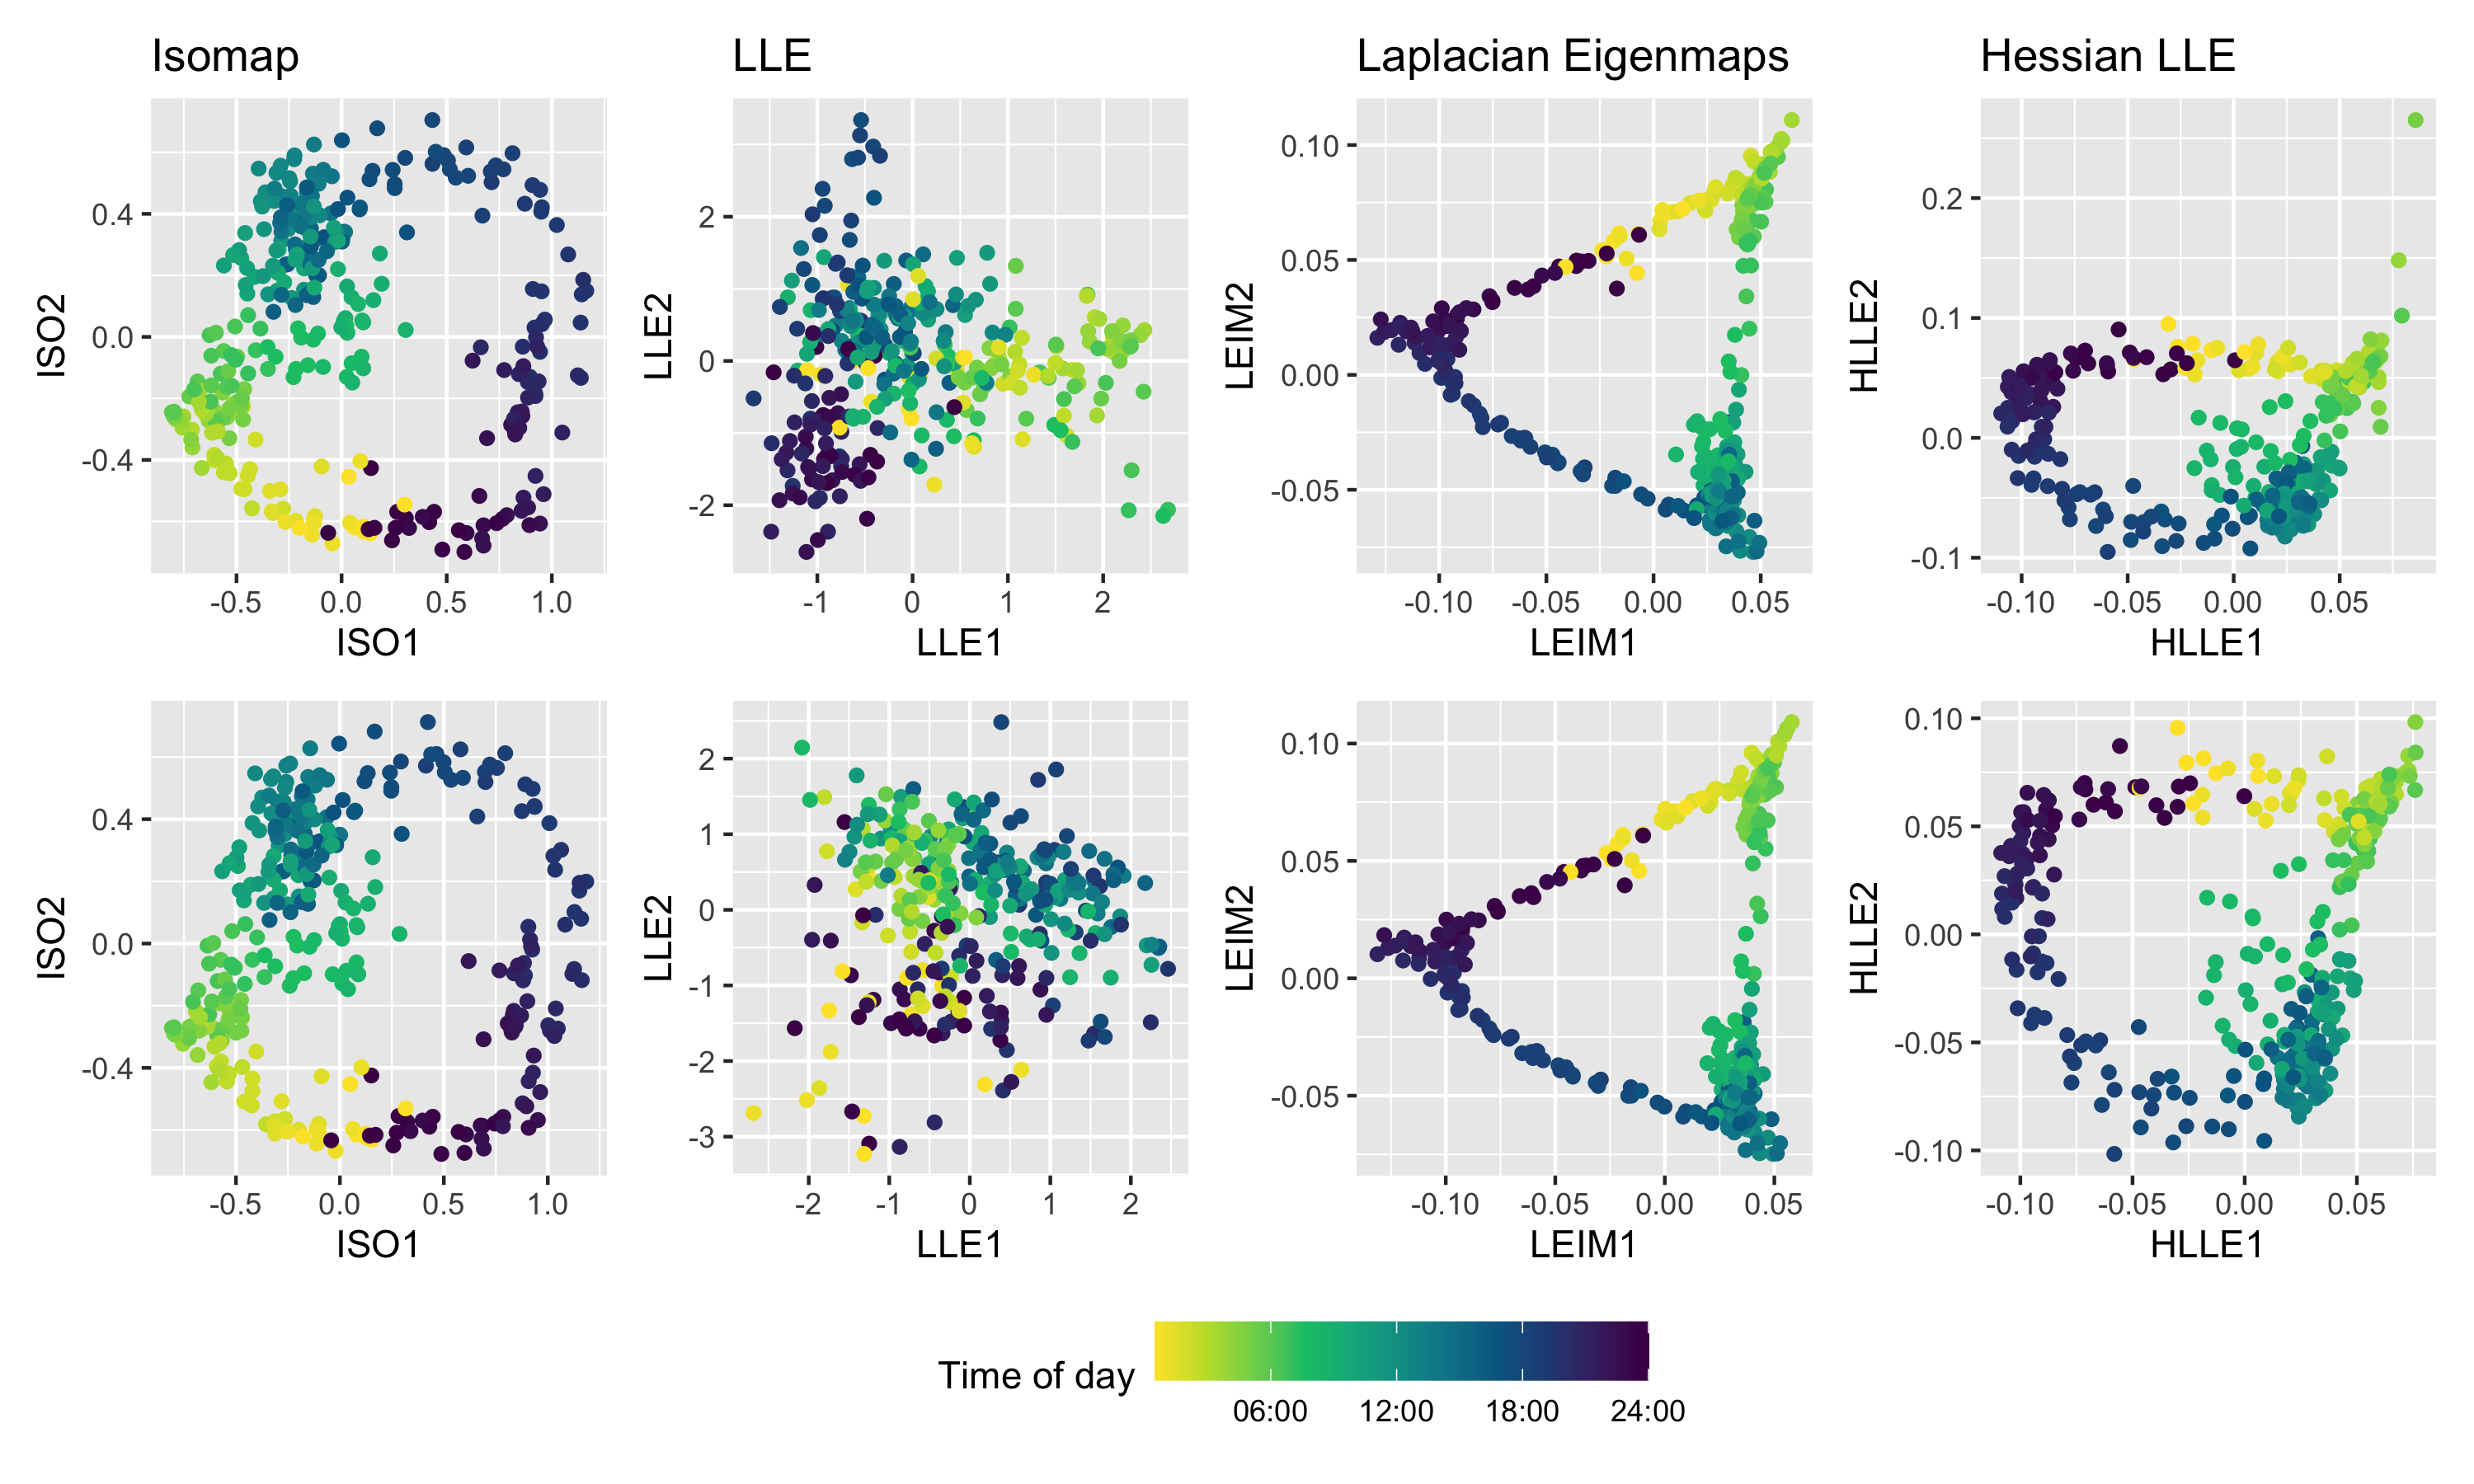 Isomap
LLE
Laplacian Eigenmaps
Hessian LLE
ISO2
0.4
0.0
-0.4
-0.5 0.0 0.5 1.0
ISO1
LLE2
2
0
-2
-1 0 1 2
LLE1
LEIM2
0.10
0.05
0.00
-0.05
-0.10 -0.05 0.00 0.05
LEIM1
HLLE2
0.2
0.1
0.0
-0.1
-0.10 -0.05 0.00 0.05
HLLE1
ISO2
0.4
0.0
-0.4
-0.5 0.0 0.5 1.0
ISO1
LLE2
2
1
0
-1
-2
-3
-2 -1 0 1 2
LLE1
LEIM2
0.10
0.05
0.00
-0.05
-0.10 -0.05 0.00 0.05
LEIM1
HLLE2
0.10
0.05
0.00
-0.05
-0.10
-0.10 -0.05 0.00 0.05
HLLE1
Time of day
06:00 12:00 18:00 24:00